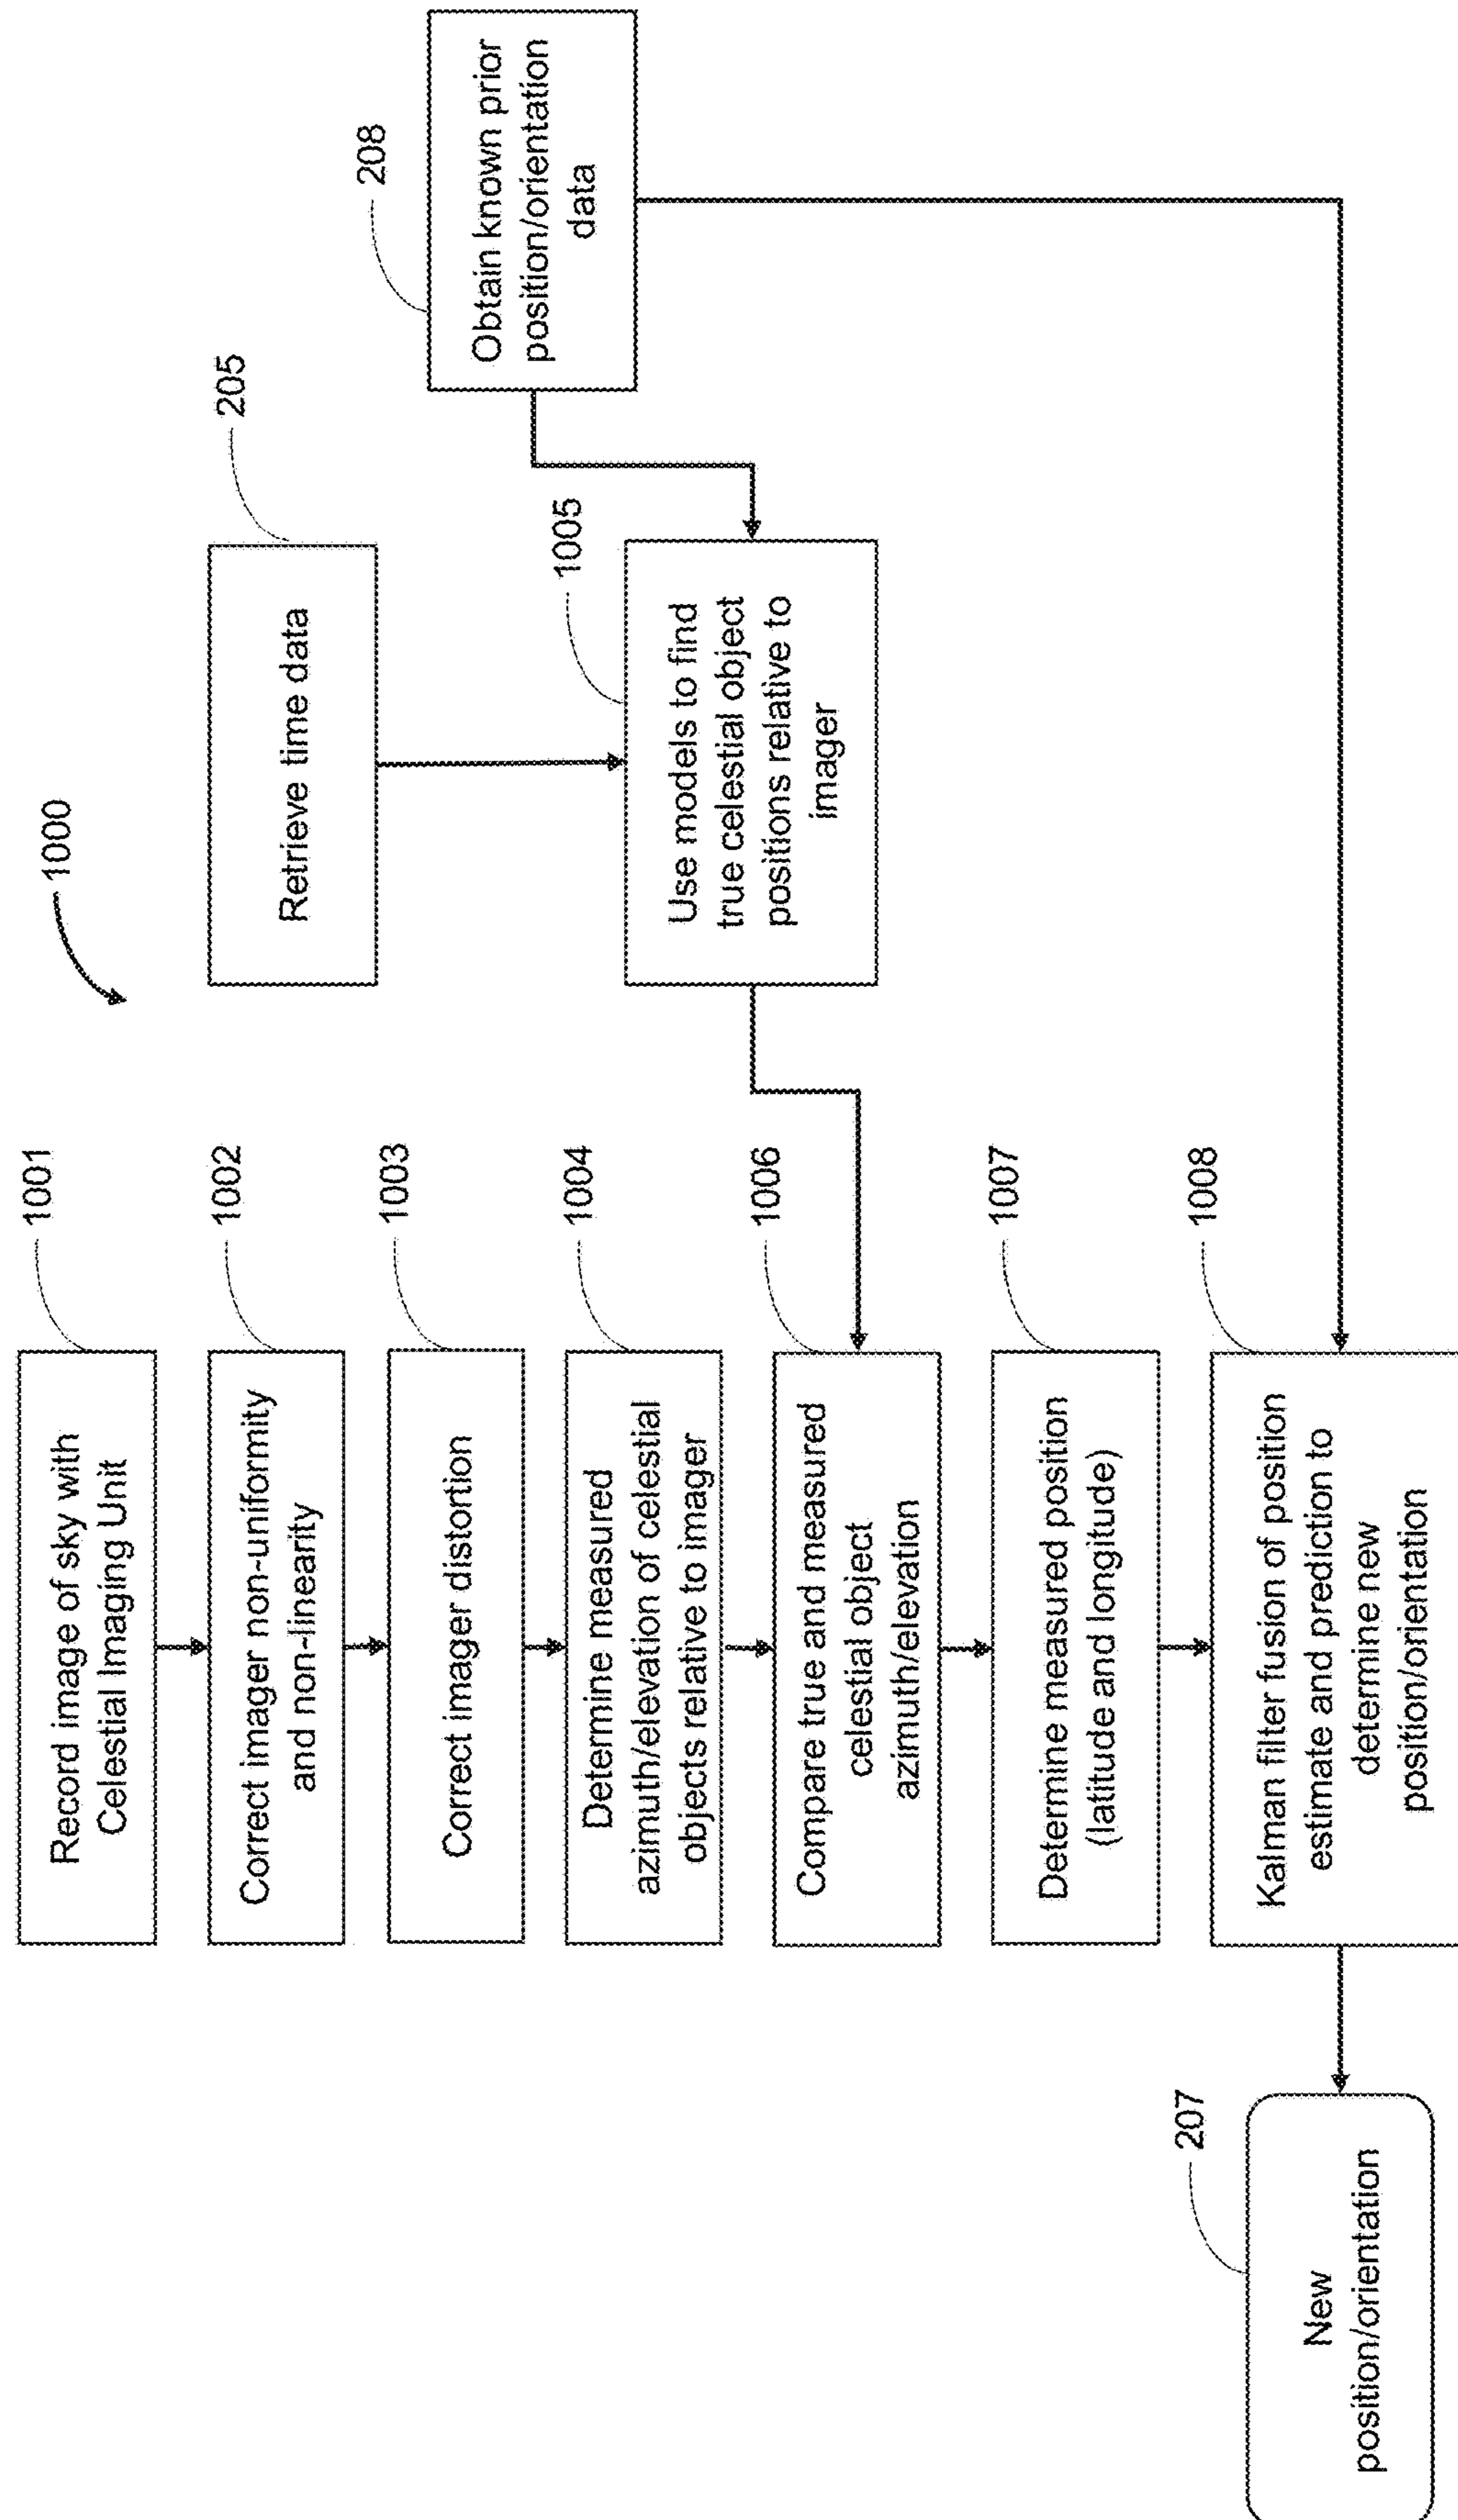 1000
1001
Record image of sky with
Celestial Imaging Unit
1002
Correct imager non-uniformity
and non-linearity
1003
Correct imager distortion
1004
Determine measured
azimuth/elevation of celestial
objects relative to imager
1006
Compare true and measured
celestial object
azimuth/elevation
1007
Determine measured position
(latitude and longitude)
1008
Kalman filter fusion of position
estimate and prediction to
determine new
position/orientation
207
New
position/orientation
205
Retrieve time data
1005
Use models to find
true celestial object
positions relative to
imager
208
Obtain known prior
position/orientation
data